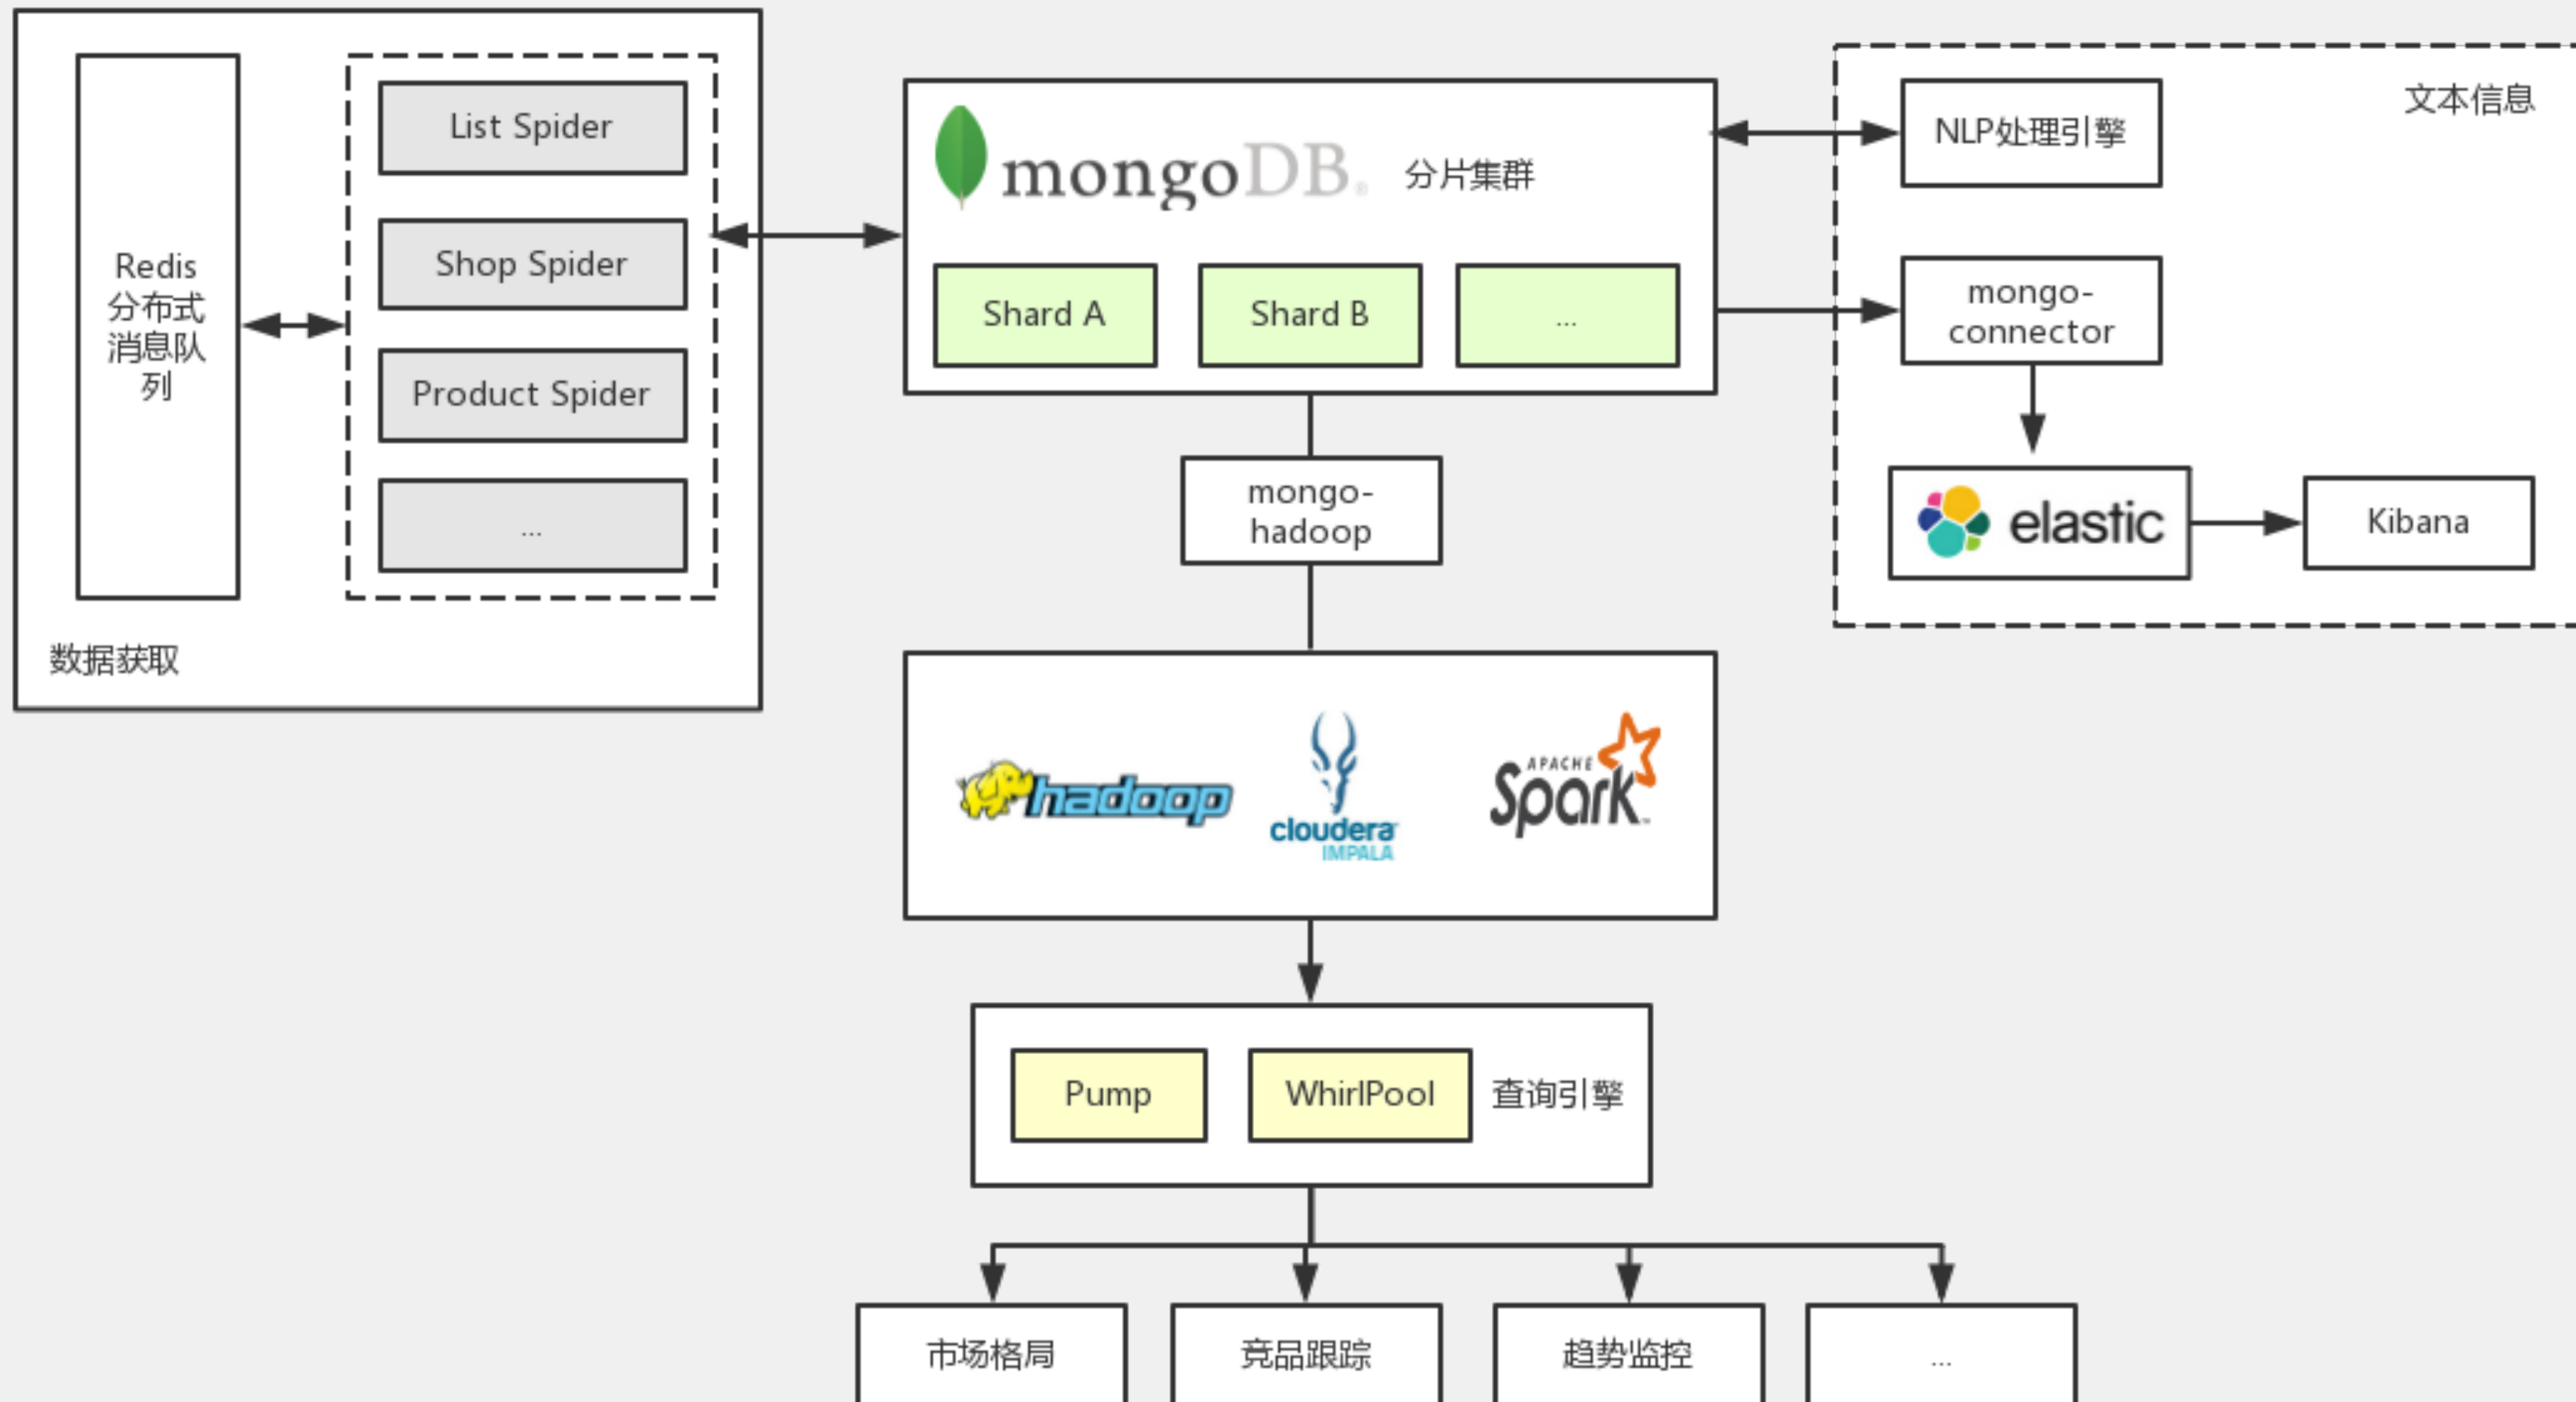 Redis
分布式
消息队
列
List Spider
Shop Spider
Product Spider
...
数据获取
mongoDB® 分片集群
Shard A
Shard B
...
文本信息
NLP处理引擎
mongo-
connector
elastic
Kibana
mongo-
hadoop
hadoop
cloudera
IMPALA
APACHE
Spark™
Pump
WhirlPool
查询引擎
市场格局
竞品跟踪
趋势监控
...